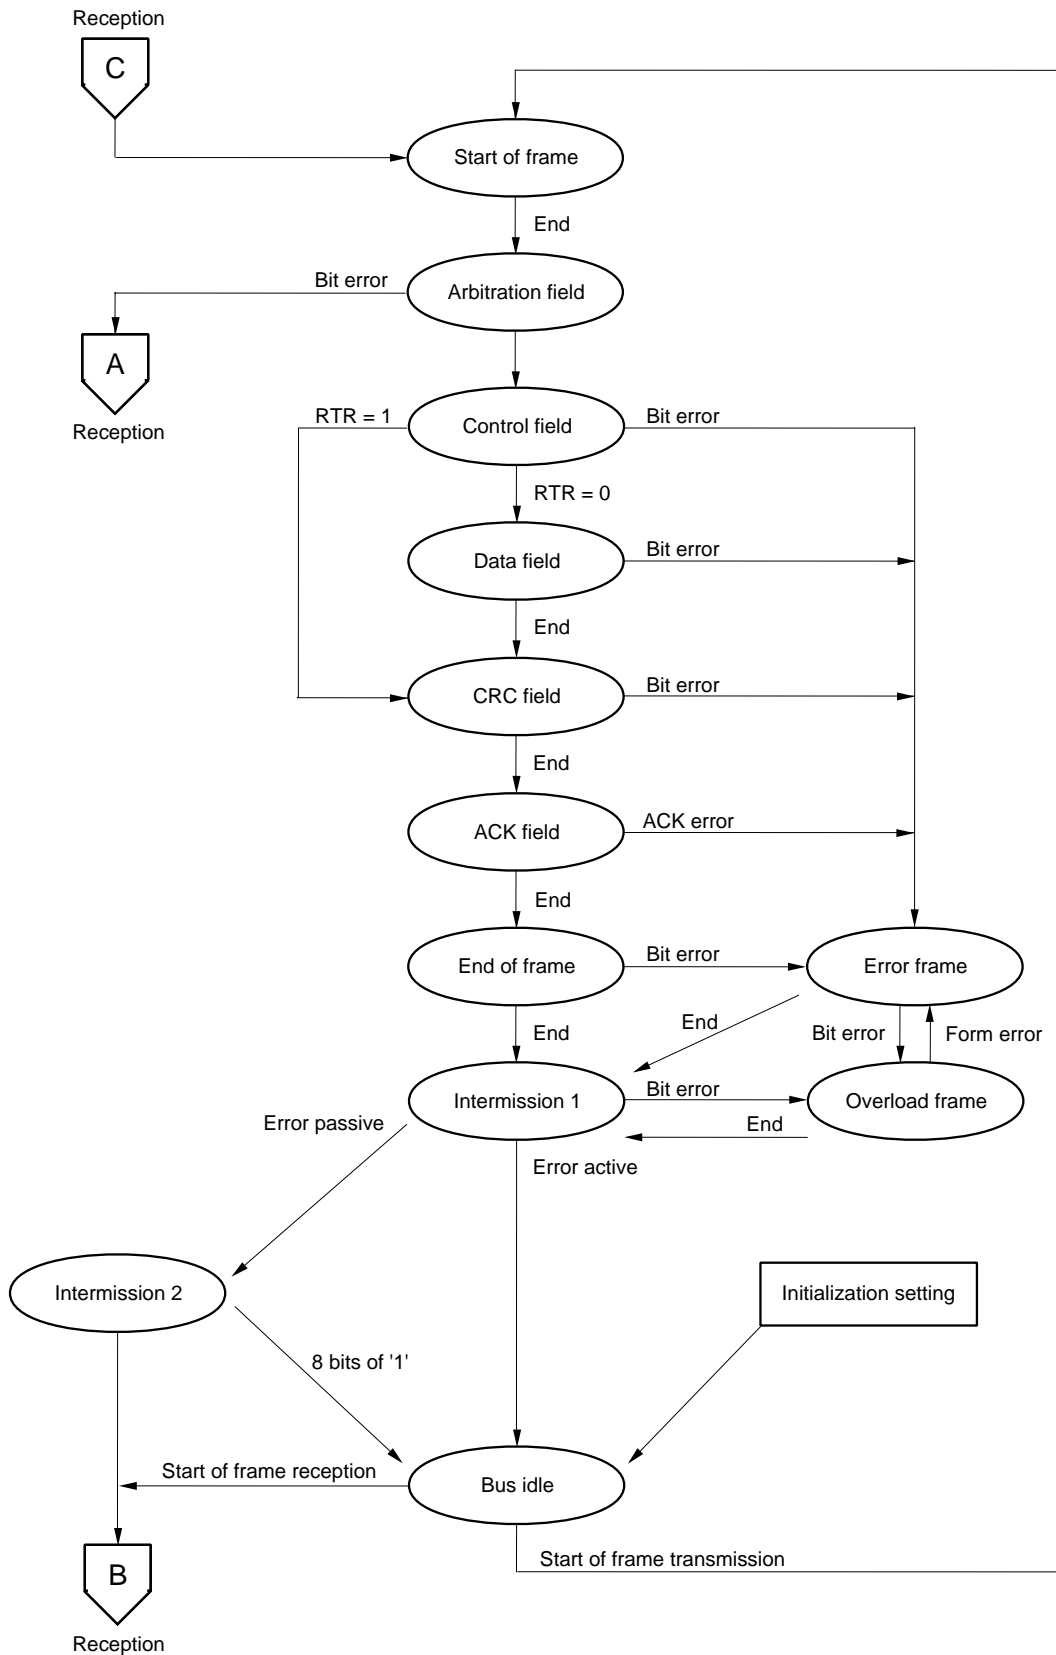 Reception
C
Start of frame
End
Bit error
Arbitration field
A
Reception
RTR = 1
Control field
Bit error
RTR = 0
Data field
Bit error
End
CRC field
Bit error
End
ACK field
ACK error
End
End of frame
Bit error
Error frame
End
End
Bit error
Form error
Intermission 1
Bit error
Overload frame
Error passive
End
Error active
Intermission 2
Initialization setting
8 bits of '1'
Start of frame reception
Bus idle
Start of frame transmission
B
Reception